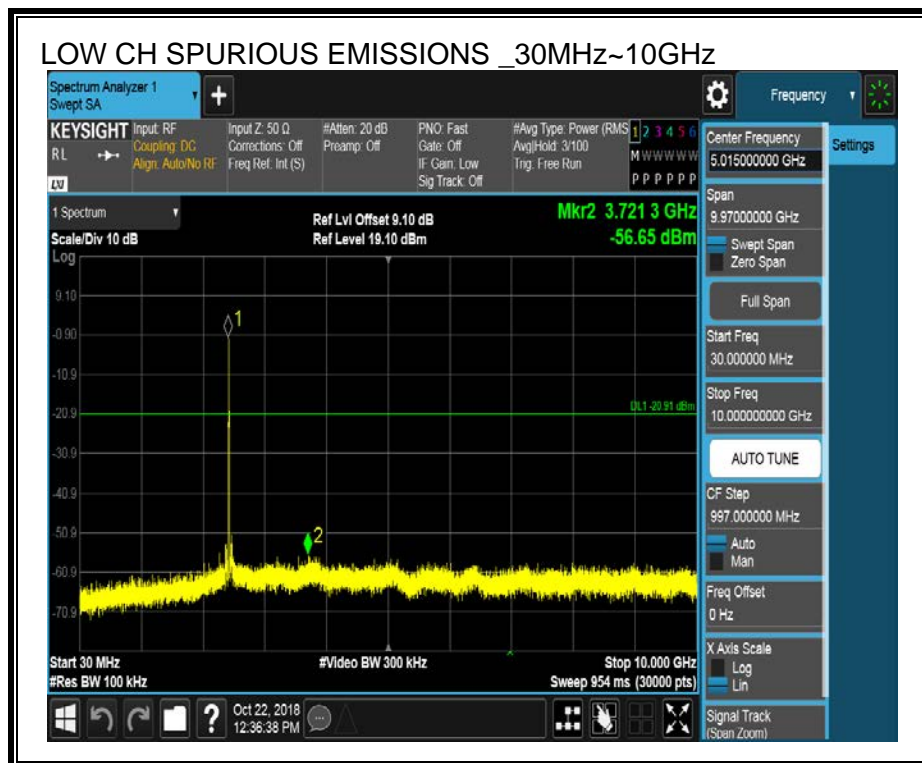 LOW CH SPURIOUS EMISSIONS _30MHz~10GHz
Spectrum Analyzer 1
Swept SA
+
Frequency
KEYSIGHT
RL
LXI
Input: RF
Coupling: DC
Align: Auto/No RF
Input Z: 50 Ω
Corrections: Off
Freq Ref: Int (S)
#Atten: 20 dB
Preamp: Off
PNO: Fast
Gate: Off
IF Gain: Low
Sig Track: Off
#Avg Type: Power (RMS
Avg|Hold: 3/100
Trig: Free Run
1 2 3 4 5 6
M W W W W W
P P P P P P
1 Spectrum
Scale/Div 10 dB
Log
Ref Lvl Offset 9.10 dB
Ref Level 19.10 dBm
Mkr2 3.721 3 GHz
-56.65 dBm
9.10
-0.90
-10.9
-20.9
-30.9
-40.9
-50.9
-60.9
-70.9
1
DL1 -20.91 dBm
2
Start 30 MHz
#Res BW 100 kHz
#Video BW 300 kHz
Stop 10.000 GHz
Sweep 954 ms (30000 pts)
Center Frequency
5.015000000 GHz
Settings
Span
9.97000000 GHz
Swept Span
Zero Span
Full Span
Start Freq
30.000000 MHz
Stop Freq
10.000000000 GHz
AUTO TUNE
CF Step
997.000000 MHz
Auto
Man
Freq Offset
0 Hz
X Axis Scale
Log
Lin
Signal Track
(Span Zoom)
?
Oct 22, 2018
12:36:38 PM